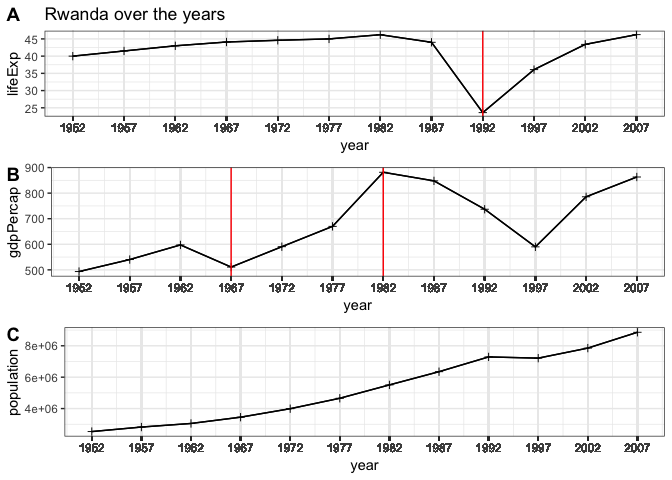 A Rwanda over the years
lifeExp
45
40
35
30
25
1952 1957 1962 1967 1972 1977 1982 1987 1992 1997 2002 2007
year
B
gdpPercap
900
800
700
600
500
1952 1957 1962 1967 1972 1977 1982 1987 1992 1997 2002 2007
year
C
population
8e+06
6e+06
4e+06
1952 1957 1962 1967 1972 1977 1982 1987 1992 1997 2002 2007
year